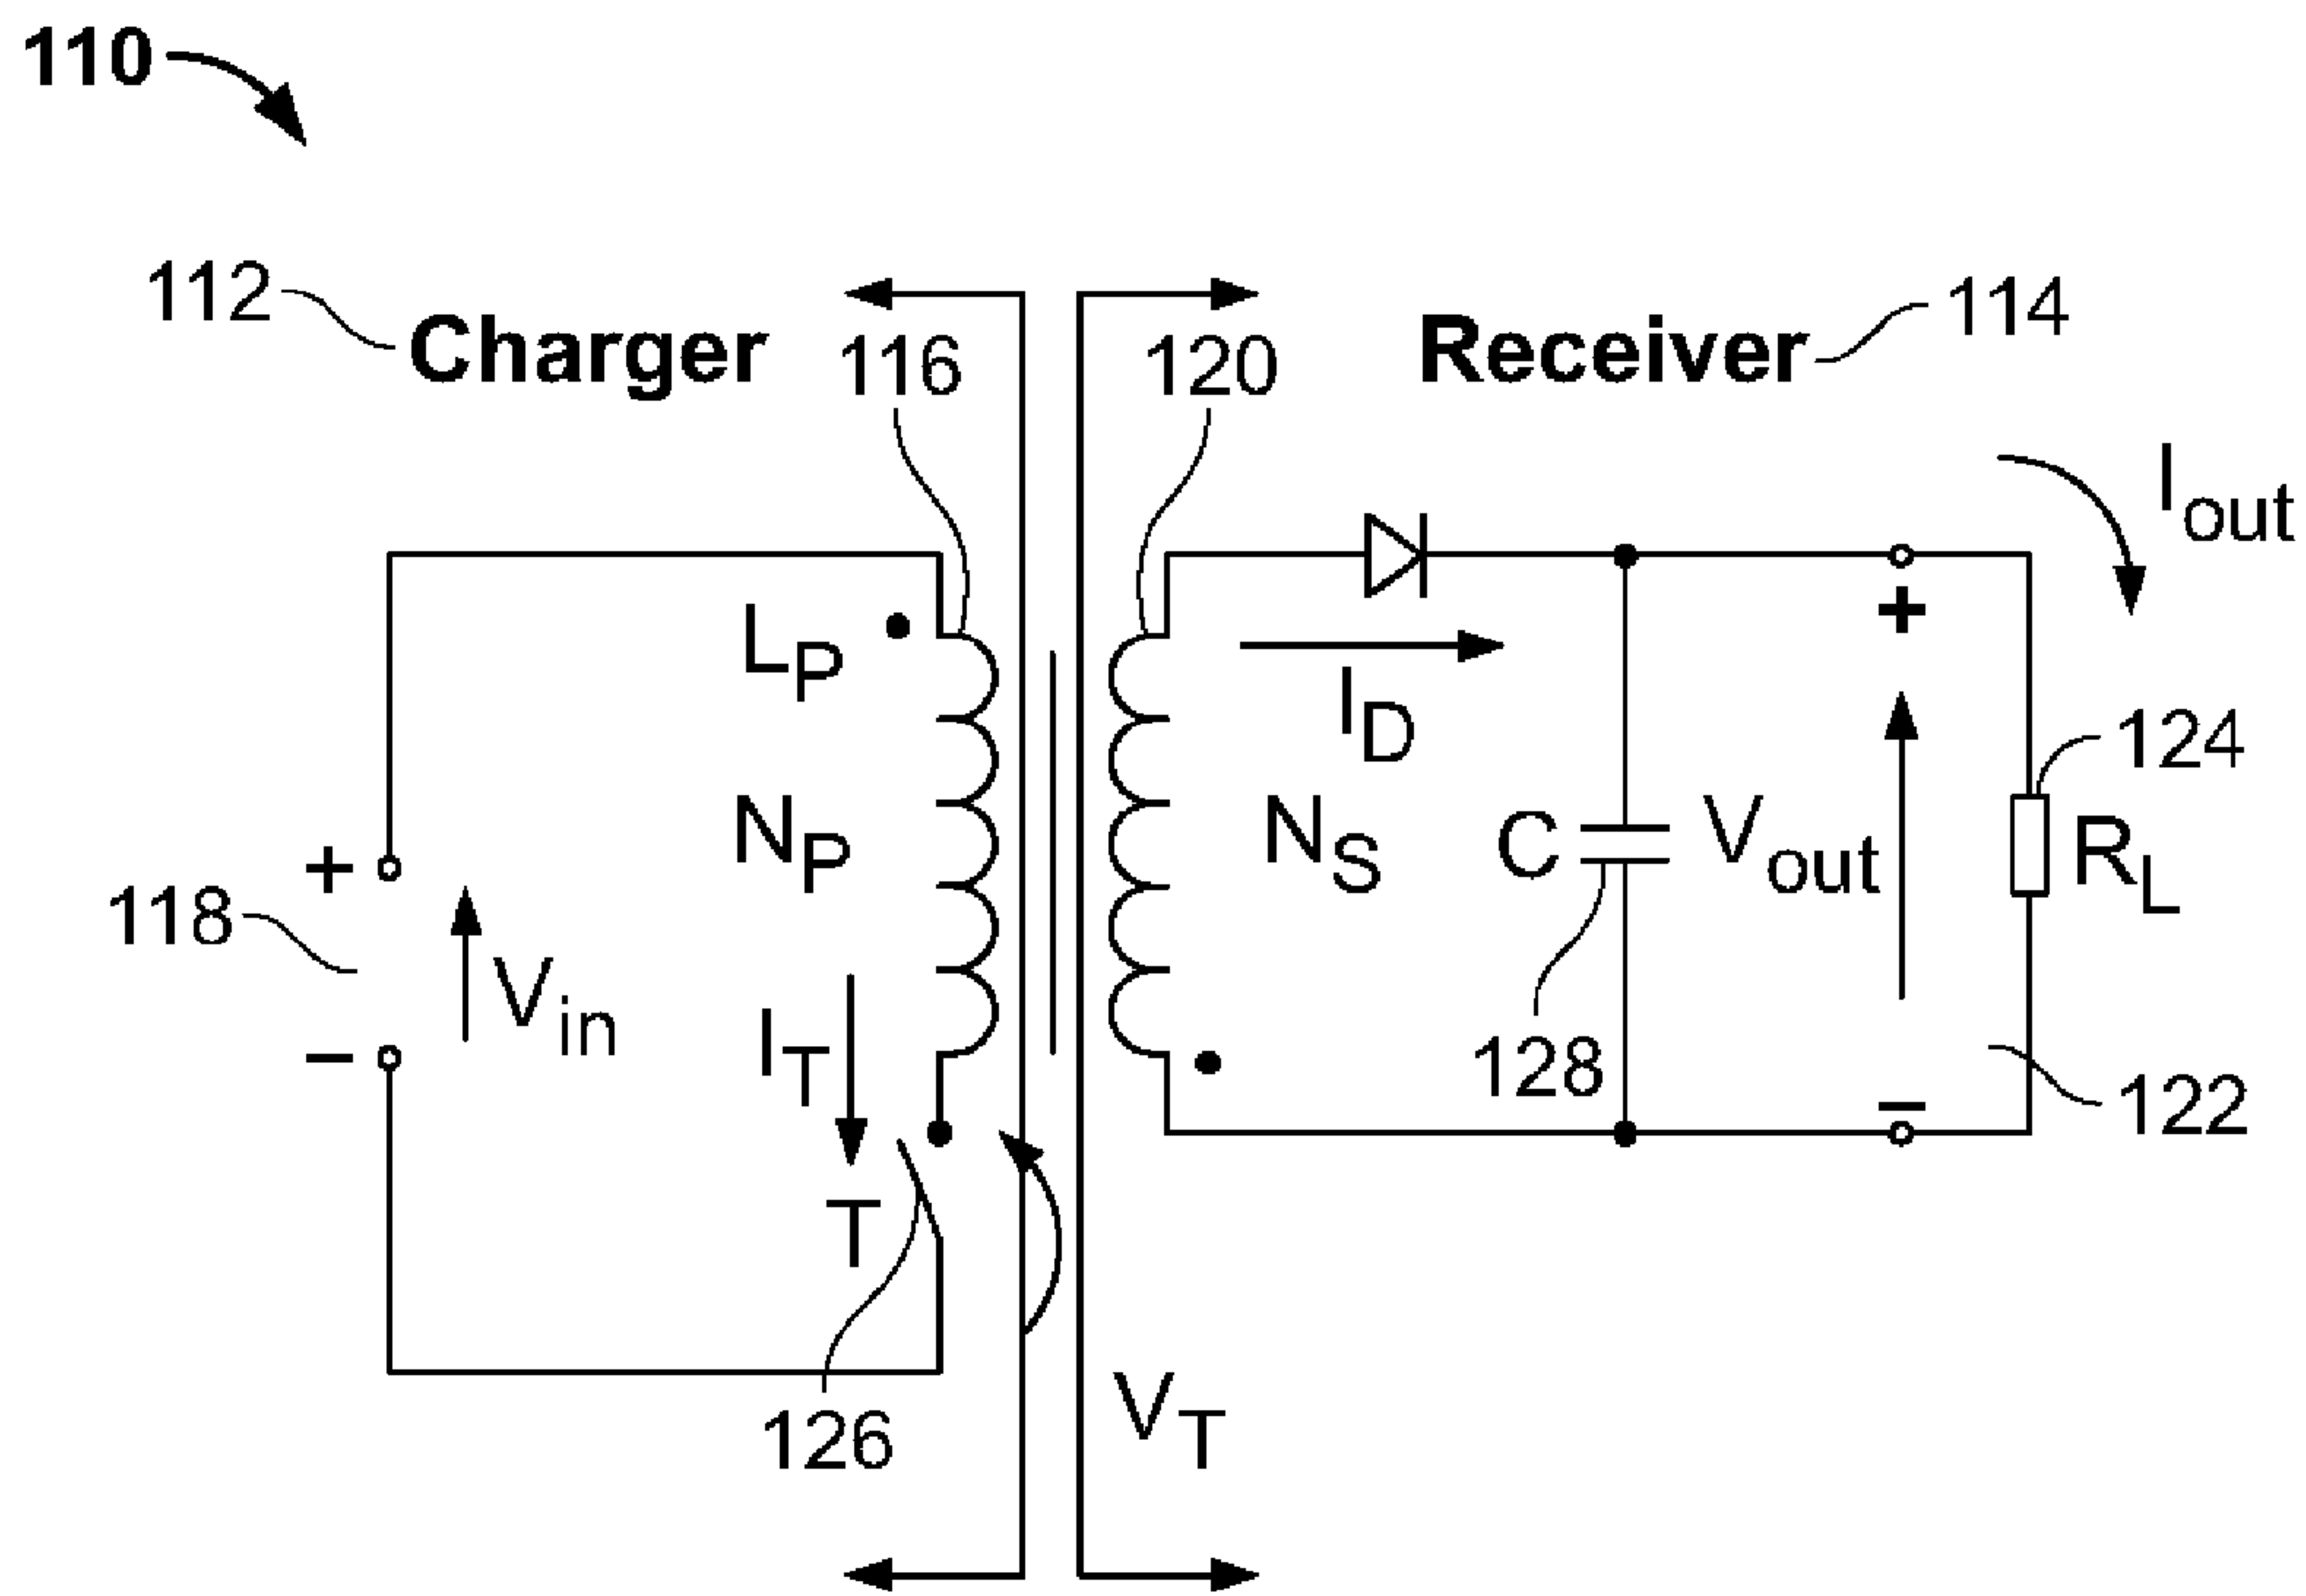 110
112
Charger
116
120
Receiver
114
Iout
LP
+
ID
124
NP
NS
C
Vout
RL
+
118
Vin
IT
128
−
−
122
T
126
VT